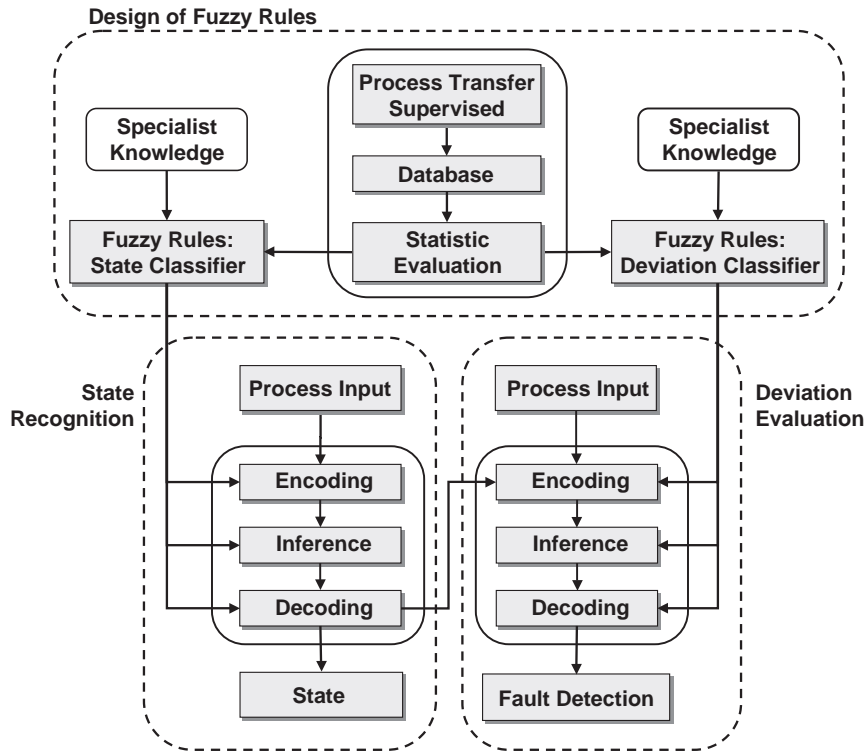 Design of Fuzzy Rules
Process Transfer
Supervised
Specialist
Knowledge
Specialist
Knowledge
Database
Fuzzy Rules:
State Classifier
Statistic
Evaluation
Fuzzy Rules:
Deviation Classifier
State
Recognition
Process Input
Encoding
Inference
Decoding
State
Process Input
Encoding
Inference
Decoding
Fault Detection
Deviation
Evaluation